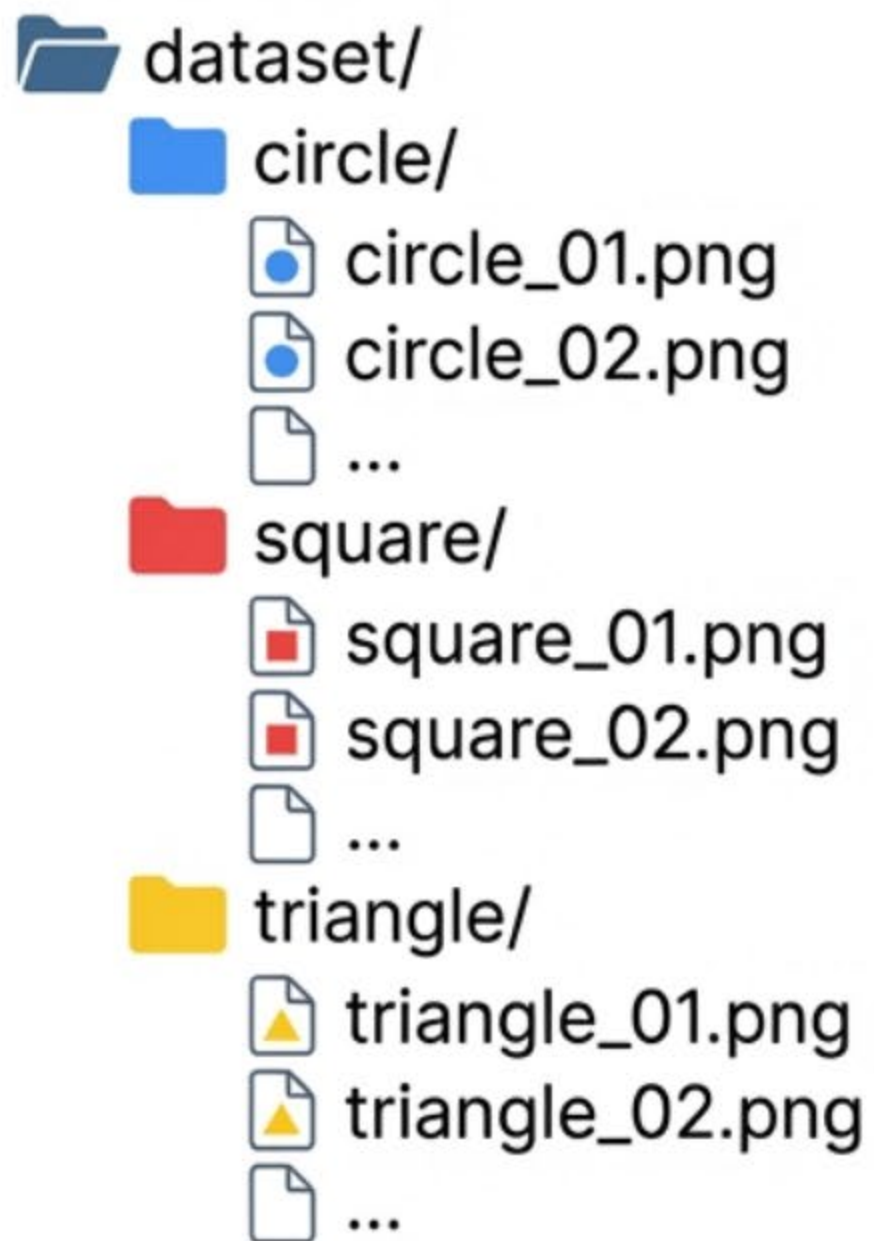 dataset/
circle/
circle_01.png
circle_02.png
...
square/
square_01.png
square_02.png
...
triangle/
triangle_01.png
triangle_02.png
...